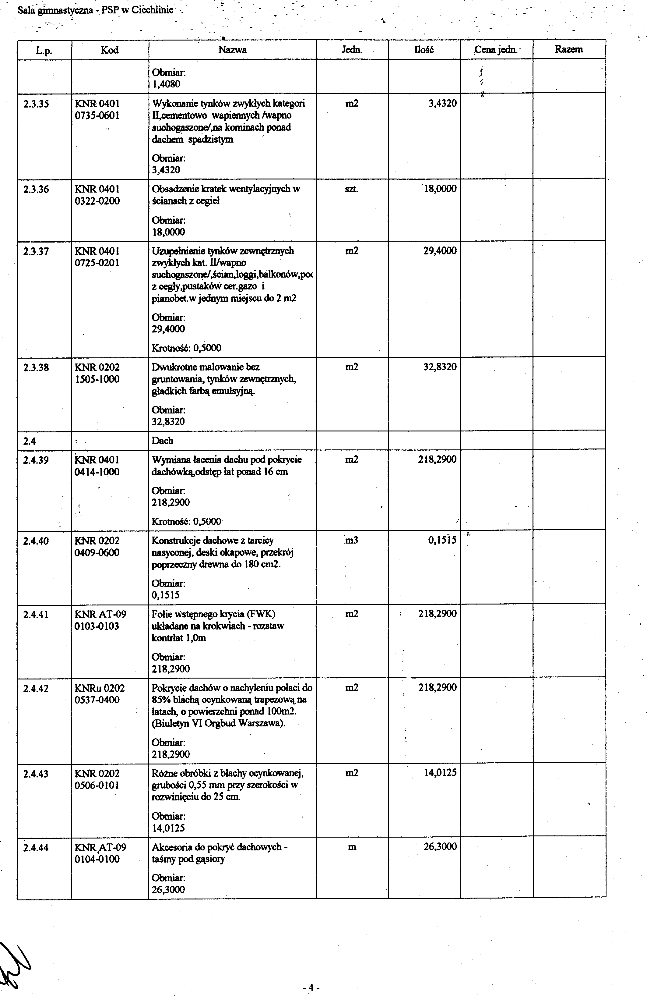 Sala gimnastyczna - PSP w Ciechlinie
L.p. Kod Nazwa Jedn. Ilość Cena jedn. Razem
Obmiar:
1,4080
2.3.35 KNR 0401 Wykonanie tynków zwykłych kategori m2 3,4320
0735-0601 II,cementowo wapiennych /wapno
suchogaszone/,na kominach ponad
dachem spadzistym
Obmiar:
3,4320
2.3.36 KNR 0401 Obsadzenie kratek wentylacyjnych w szt. 18,0000
0322-0200 ścianach z cegieł
Obmiar:
18,0000
2.3.37 KNR 0401 Uzupełnienie tynków zewnętrznych m2 29,4000
0725-0201 zwykłych kat. II/wapno
suchogaszone/,ścian,loggi,balkonów,poc
z cegły,pustaków cer.gazo i
pianobet.w jednym miejscu do 2 m2
Obmiar:
29,4000
Krotność: 0,5000
2.3.38 KNR 0202 Dwukrotne malowanie bez m2 32,8320
1505-1000 gruntowania, tynków zewnętrznych,
gładkich farbą emulsyjną.
Obmiar:
32,8320
2.4 Dach
2.4.39 KNR 0401 Wymiana łacenia dachu pod pokrycie m2 218,2900
0414-1000 dachówką,odstęp łat ponad 16 cm
Obmiar:
218,2900
Krotność: 0,5000
2.4.40 KNR 0202 Konstrukcje dachowe z tarcicy m3 0,1515
0409-0600 nasyconej, deski okapowe, przekrój
poprzeczny drewna do 180 cm2.
Obmiar:
0,1515
2.4.41 KNR AT-09 Folie wstępnego krycia (FWK) m2 218,2900
0103-0103 układane na krokwiach - rozstaw
kontrłat 1,0m
Obmiar:
218,2900
2.4.42 KNRu 0202 Pokrycie dachów o nachyleniu połaci do m2 218,2900
0537-0400 85% blachą ocynkowaną trapezową na
łatach, o powierzchni ponad 100m2.
(Biuletyn VI Orgbud Warszawa).
Obmiar:
218,2900
2.4.43 KNR 0202 Różne obróbki z blachy ocynkowanej, m2 14,0125
0506-0101 grubości 0,55 mm przy szerokości w
rozwinięciu do 25 cm.
Obmiar:
14,0125
2.4.44 KNR AT-09 Akcesoria do pokryć dachowych - m 26,3000
0104-0100 taśmy pod gąsiory
Obmiar:
26,3000
- 4 -